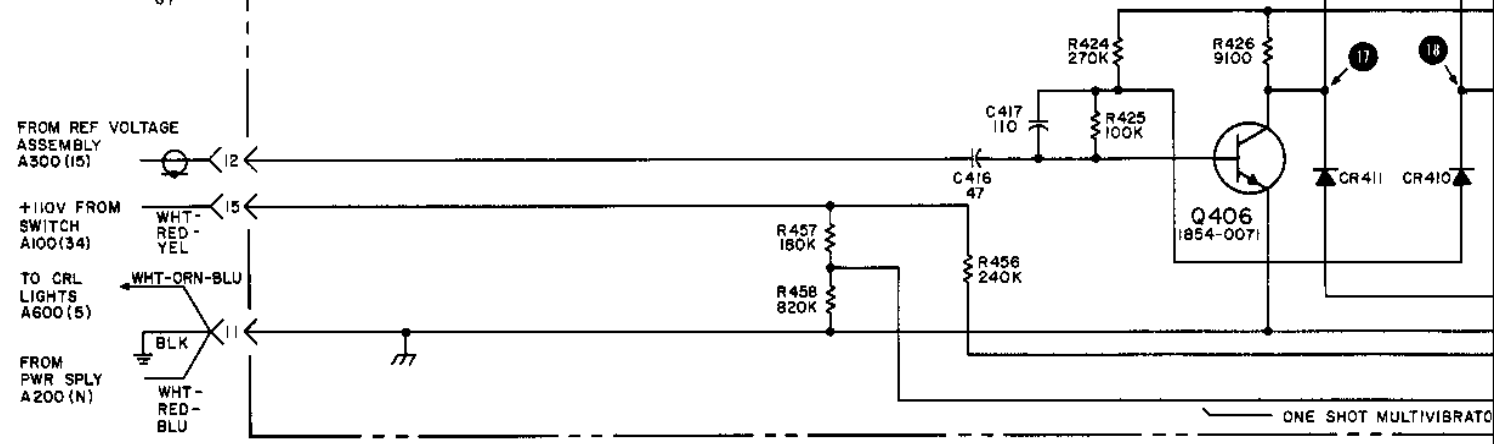 R424
270K
R426
9100
17
18
C417
110
R425
100K
FROM REF VOLTAGE
ASSEMBLY
A300(15)
12
C416
47
CR411
CR410
+110V FROM
SWITCH
A100(34)
15
WHT-
RED-
YEL
Q406
1854-0071
R457
180K
R456
240K
TO CRL
LIGHTS
A600(5)
WHT-ORN-BLU
R458
820K
11
BLK
FROM
PWR SPLY
A200(N)
WHT-
RED-
BLU
ONE SHOT MULTIVIBRATO